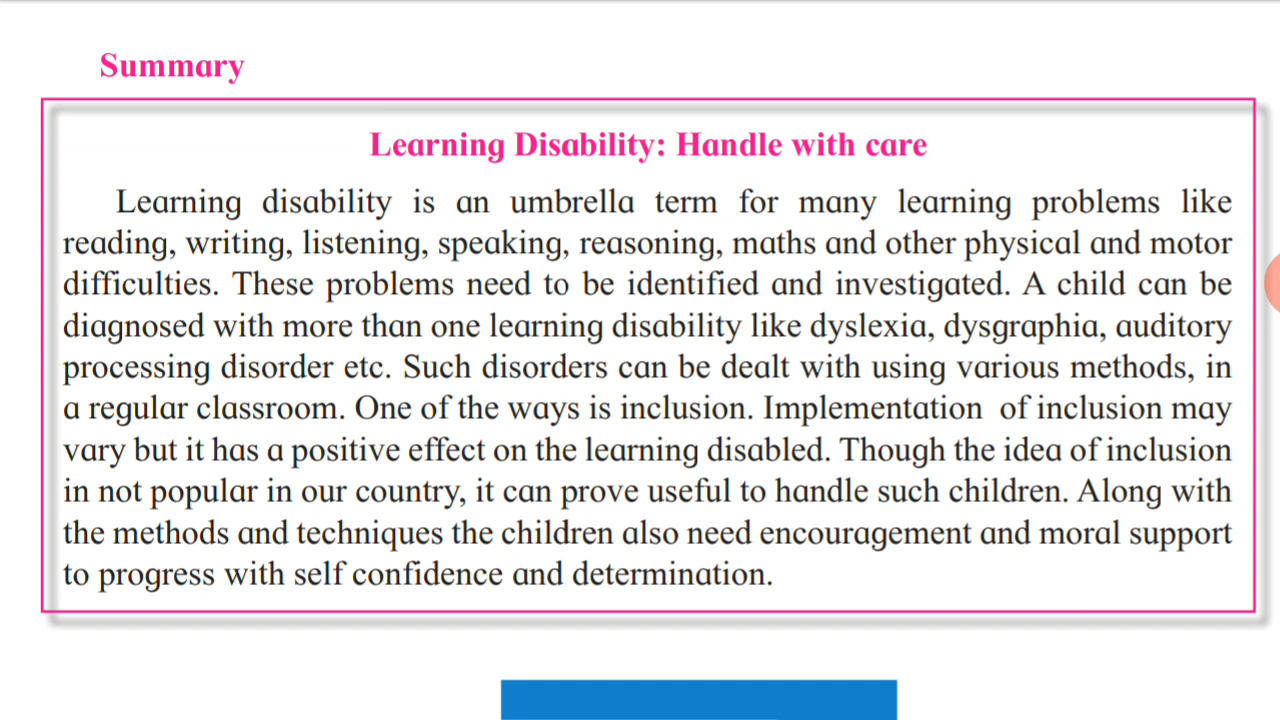 Summary
Learning Disability: Handle with care
Learning disability is an umbrella term for many learning problems like
reading, writing, listening, speaking, reasoning, maths and other physical and motor
difficulties. These problems need to be identified and investigated. A child can be
diagnosed with more than one learning disability like dyslexia, dysgraphia, auditory
processing disorder etc. Such disorders can be dealt with using various methods, in
a regular classroom. One of the ways is inclusion. Implementation of inclusion may
vary but it has a positive effect on the learning disabled. Though the idea of inclusion
in not popular in our country, it can prove useful to handle such children. Along with
the methods and techniques the children also need encouragement and moral support
to progress with self confidence and determination.